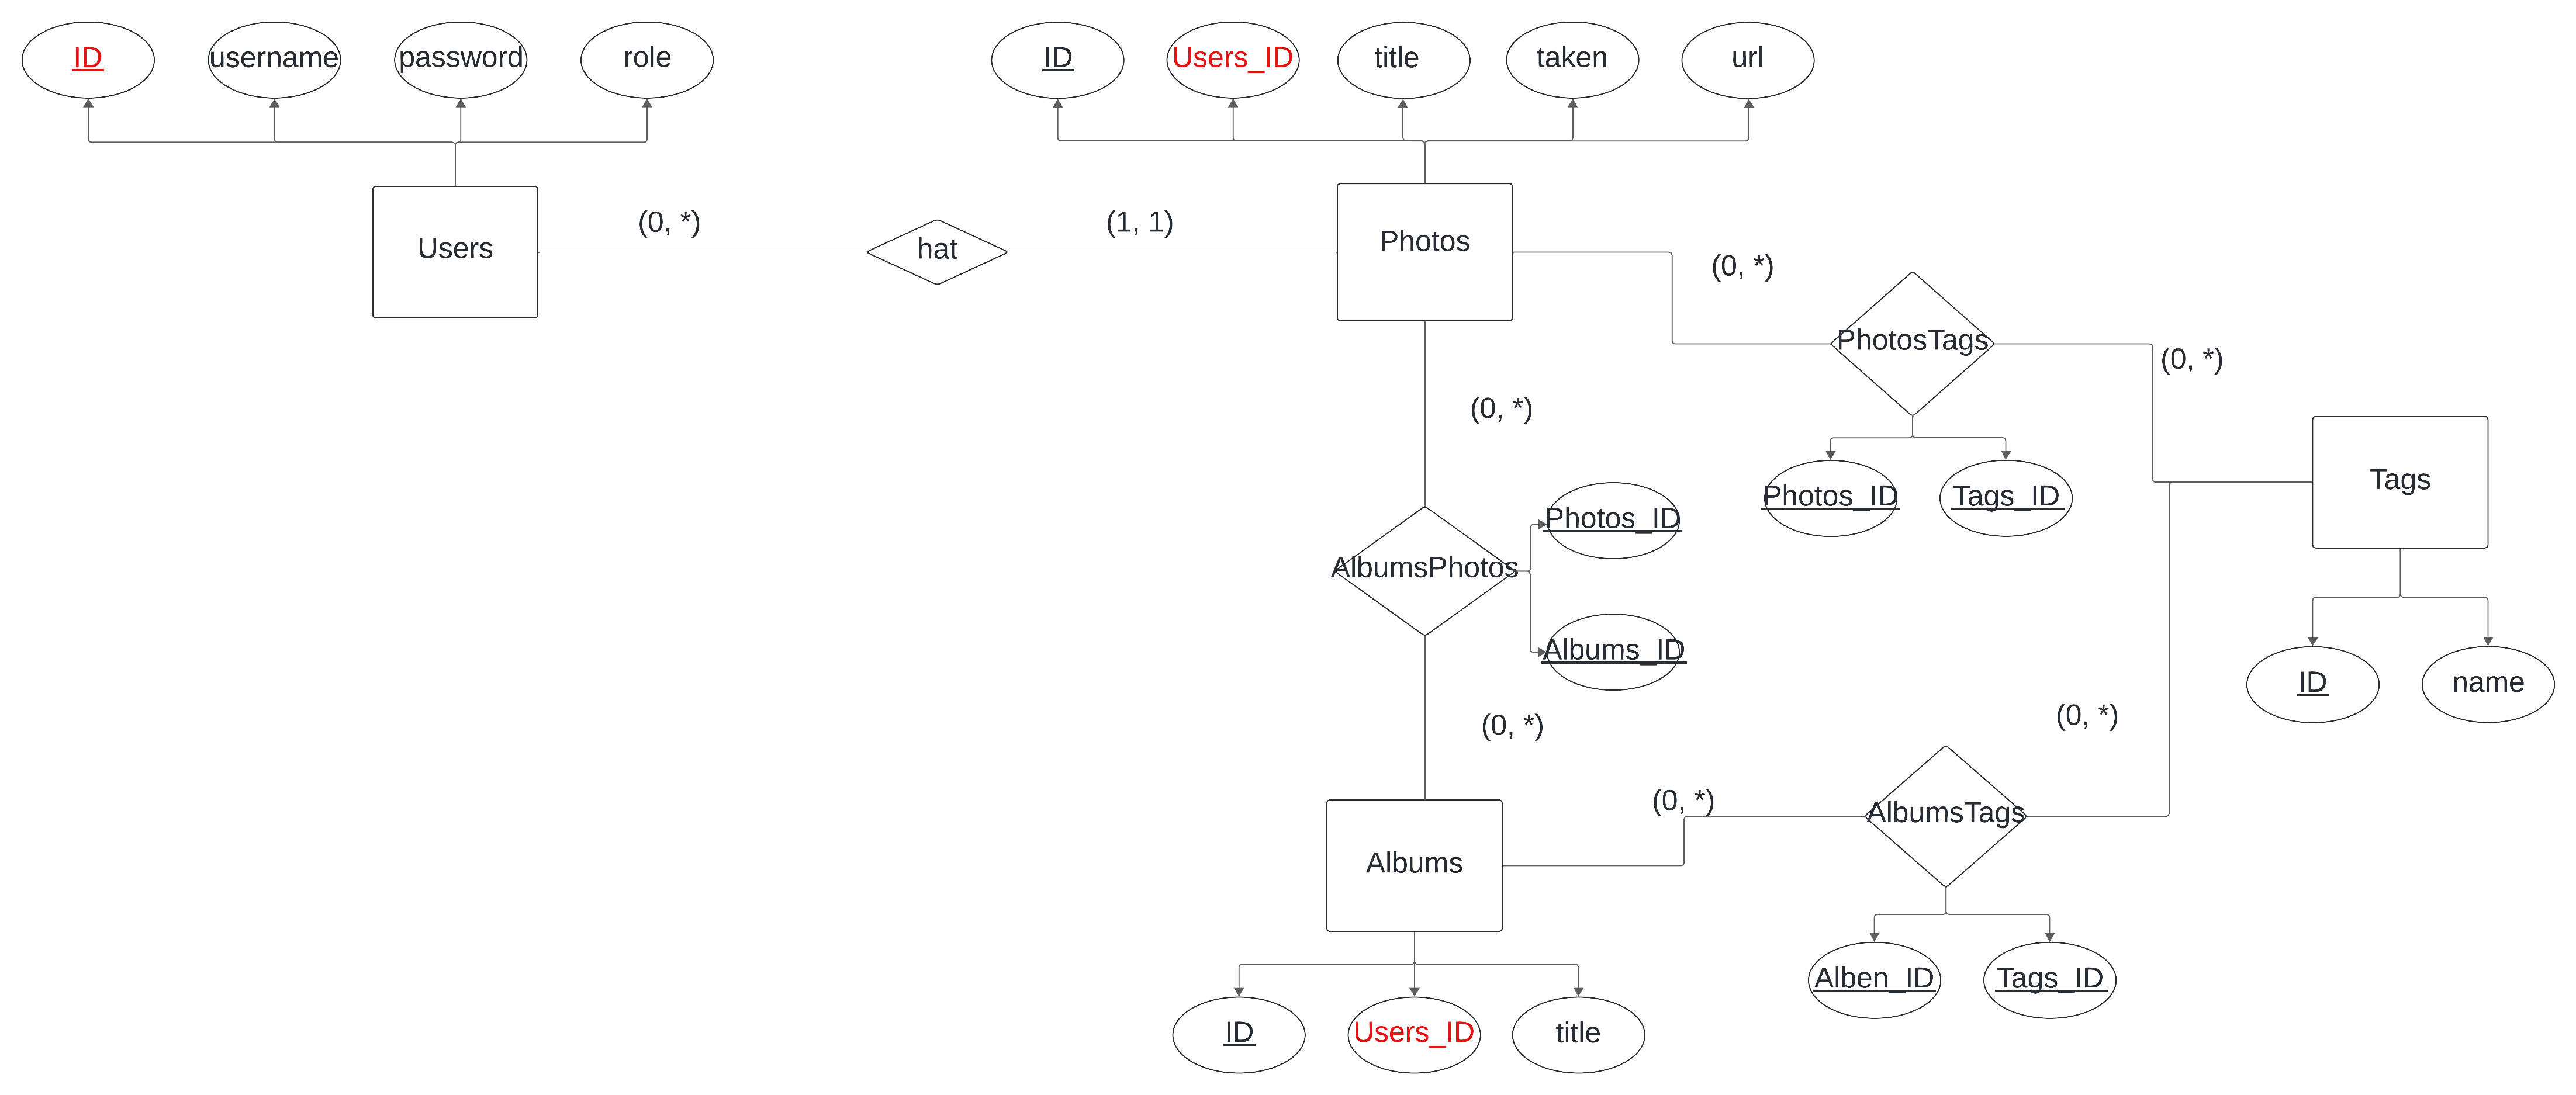 ID
username
password
role
ID
Users_ID
title
taken
url
Users
(0, *)
hat
(1, 1)
Photos
(0, *)
PhotosTags
(0, *)
Photos_ID
Tags_ID
Tags
ID
name
(0, *)
AlbumsPhotos
Photos_ID
Albums_ID
(0, *)
Albums
(0, *)
AlbumsTags
(0, *)
Alben_ID
Tags_ID
ID
Users_ID
title